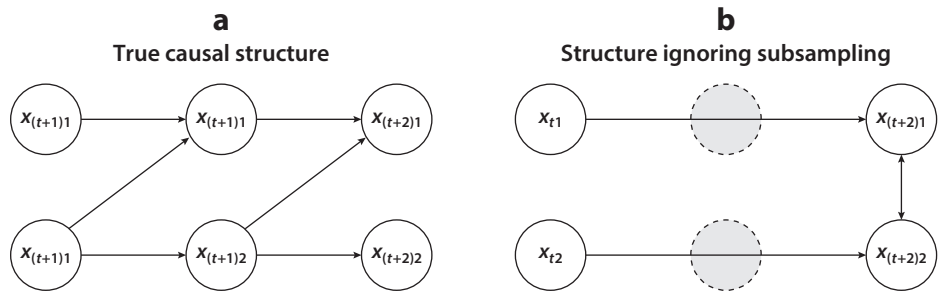 a
True causal structure
x(t+1)1 x(t+1)1 x(t+2)1
x(t+1)1 x(t+1)2 x(t+2)2
b
Structure ignoring subsampling
xt1 x(t+2)1
xt2 x(t+2)2